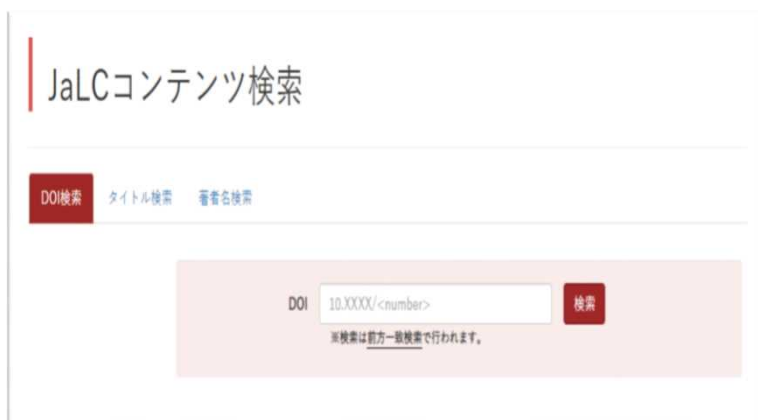 JaLCコンテンツ検索
DOI検索 タイトル検索 著者名検索
DOI 10.XXXX/<number> 検索
※検索は前方一致検索で行われます。